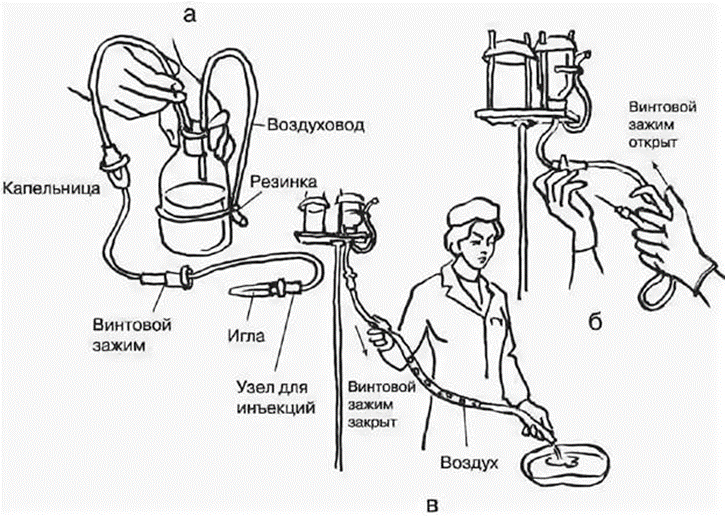 а
Воздуховод
Капельница
Резинка
Винтовой
зажим
Игла
Узел для
инъекций
Винтовой
зажим
открыт
б
Винтовой
зажим
закрыт
Воздух
в